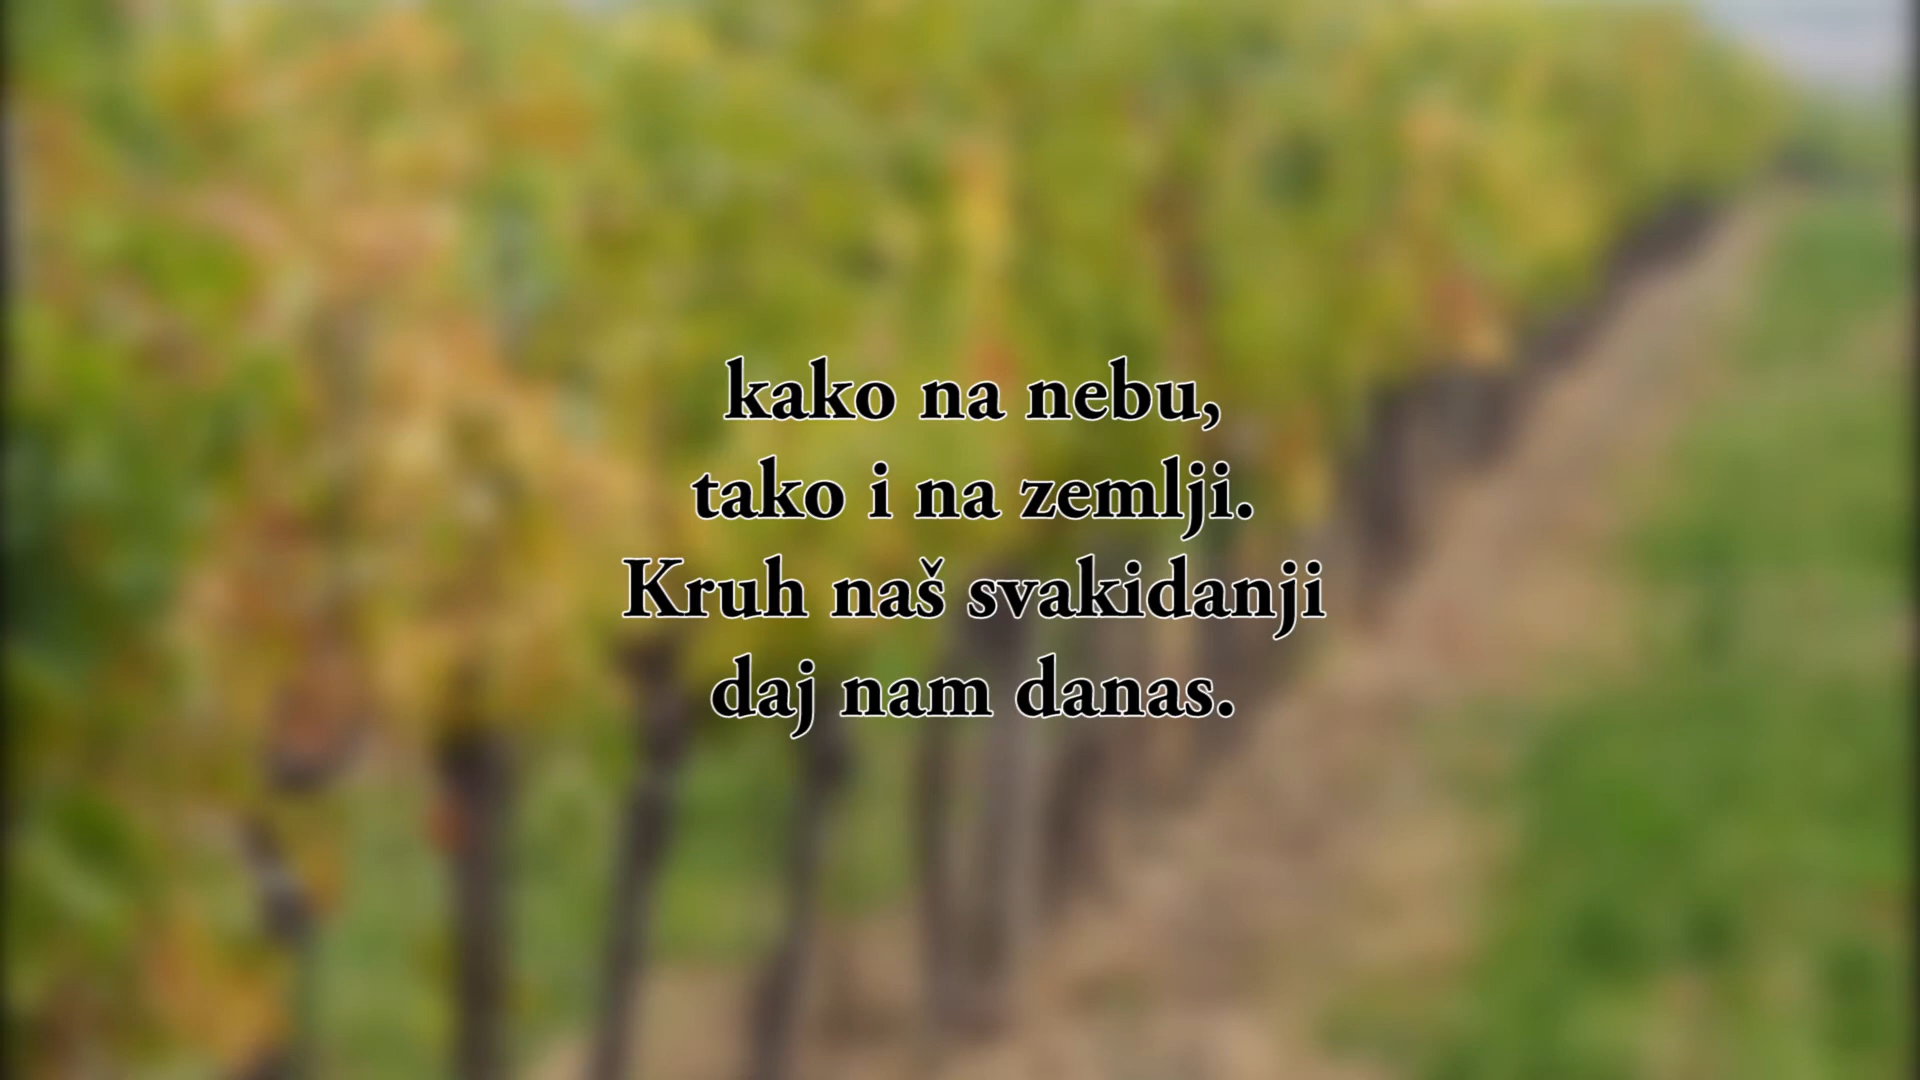 kako na nebu,
tako i na zemlji.
Kruh naš svakidanji
daj nam danas.